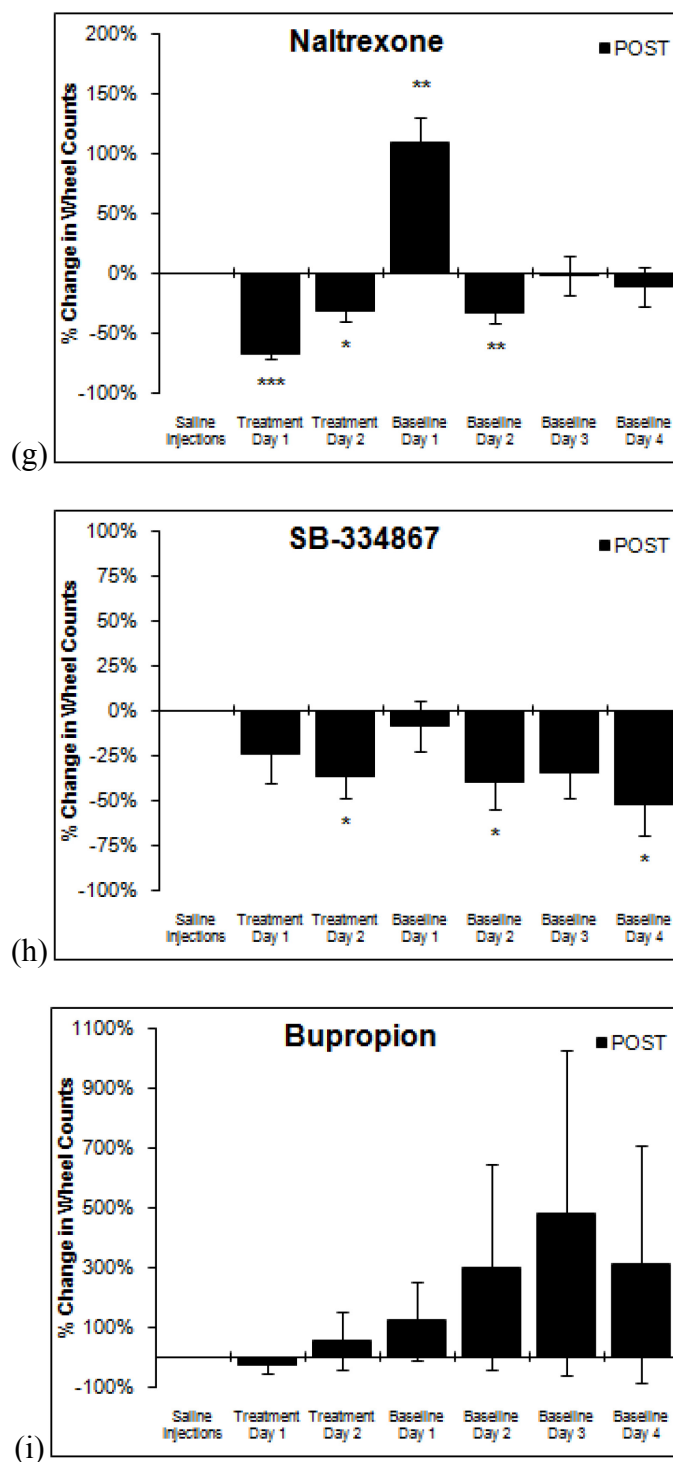 Naltrexone
POST
% Change in Wheel Counts
200%
150%
100%
50%
0%
-50%
-100%
**
***
*
**
Saline Injections
Treatment Day 1
Treatment Day 2
Baseline Day 1
Baseline Day 2
Baseline Day 3
Baseline Day 4
(g)
SB-334867
POST
% Change in Wheel Counts
100%
75%
50%
25%
0%
-25%
-50%
-75%
-100%
*
*
*
Saline Injections
Treatment Day 1
Treatment Day 2
Baseline Day 1
Baseline Day 2
Baseline Day 3
Baseline Day 4
(h)
Bupropion
POST
% Change in Wheel Counts
1100%
900%
700%
500%
300%
100%
-100%
Saline Injections
Treatment Day 1
Treatment Day 2
Baseline Day 1
Baseline Day 2
Baseline Day 3
Baseline Day 4
(i)